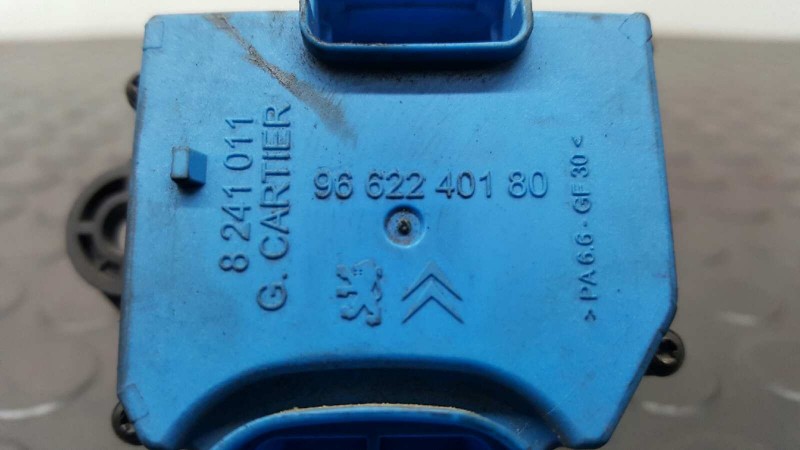 8 241 011
G. CARTIER
96 622 401 80
> PA 6.6 - GF 30 <